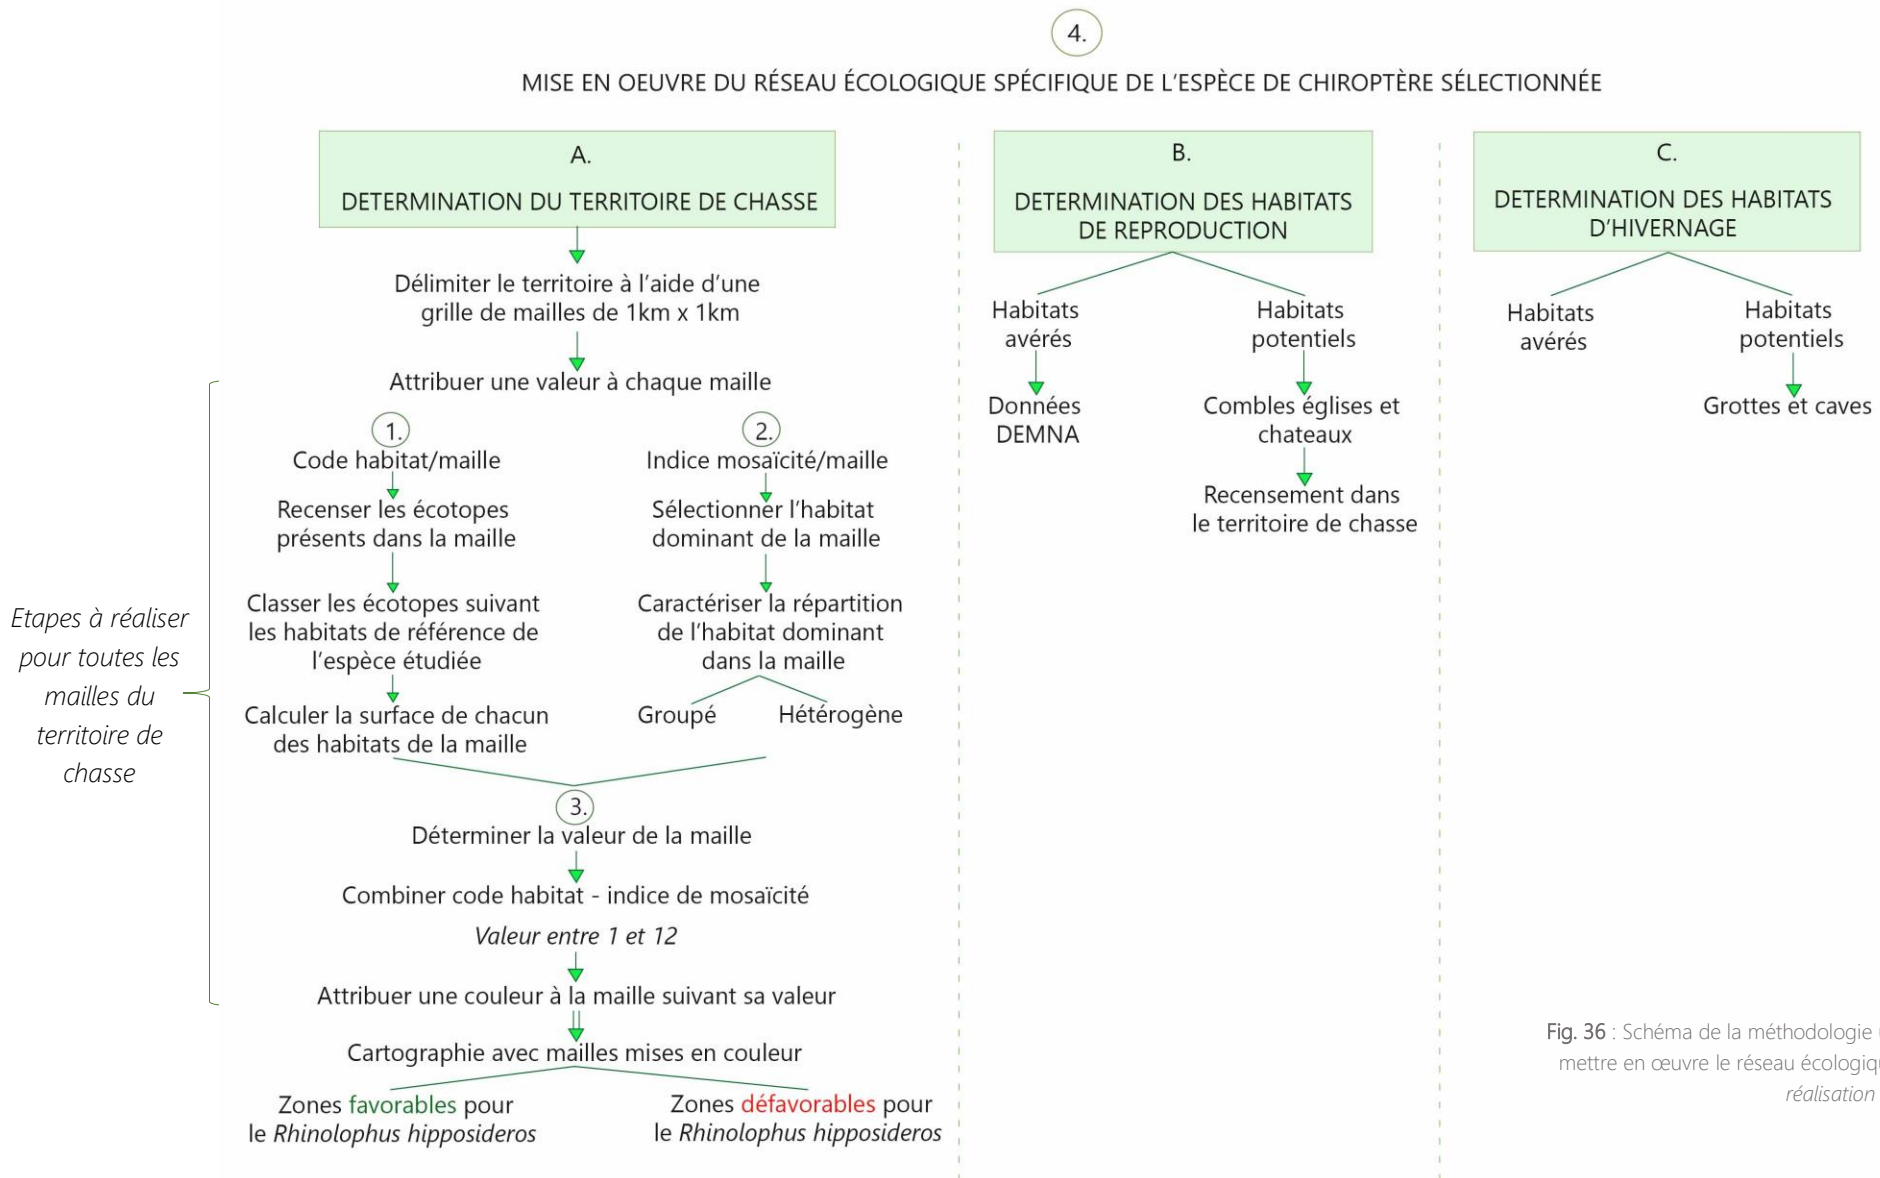 4.
MISE EN OEUVRE DU RÉSEAU ÉCOLOGIQUE SPÉCIFIQUE DE L'ESPÈCE DE CHIROPTÈRE SÉLECTIONNÉE
A.
DETERMINATION DU TERRITOIRE DE CHASSE
Délimiter le territoire à l'aide d'une
grille de mailles de 1km x 1km
Attribuer une valeur à chaque maille
1.
Code habitat/maille
Recenser les écotopes
présents dans la maille
Classer les écotopes suivant
les habitats de référence de
l'espèce étudiée
Calculer la surface de chacun
des habitats de la maille
2.
Indice mosaïcité/maille
Sélectionner l'habitat
dominant de la maille
Caractériser la répartition
de l'habitat dominant
dans la maille
Groupé
Hétérogène
3.
Déterminer la valeur de la maille
Combiner code habitat - indice de mosaïcité
Valeur entre 1 et 12
Attribuer une couleur à la maille suivant sa valeur
Cartographie avec mailles mises en couleur
Zones favorables pour
le Rhinolophus hipposideros
Zones défavorables pour
le Rhinolophus hipposideros
Etapes à réaliser
pour toutes les
mailles du
territoire de
chasse
B.
DETERMINATION DES HABITATS
DE REPRODUCTION
Habitats
avérés
Données
DEMNA
Habitats
potentiels
Combles églises et
chateaux
Recensement dans
le territoire de chasse
C.
DETERMINATION DES HABITATS
D'HIVERNAGE
Habitats
avérés
Habitats
potentiels
Grottes et caves
Fig. 36 : Schéma de la méthodologie
mettre en œuvre le réseau écologiqu
réalisation